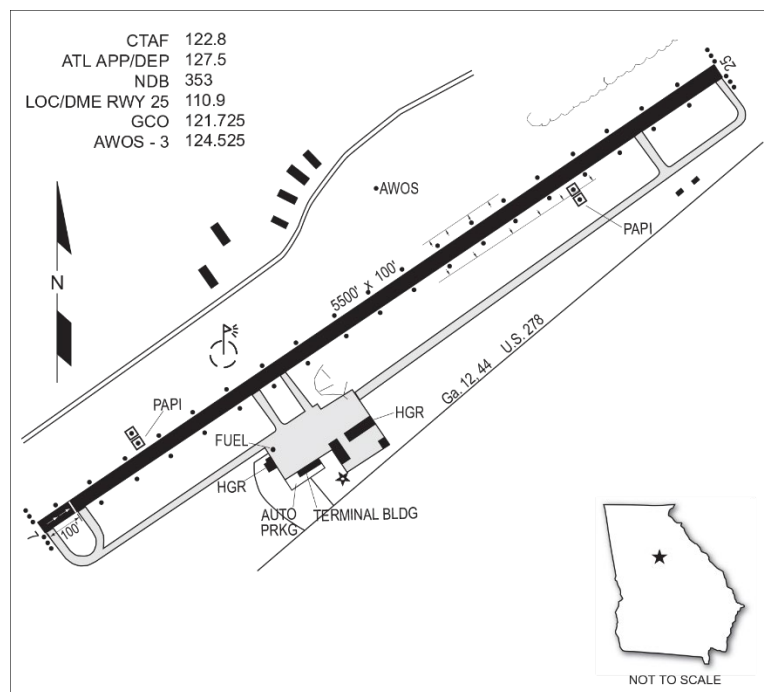 CTAF 122.8
ATL APP/DEP 127.5
NDB 353
LOC/DME RWY 25 110.9
GCO 121.725
AWOS - 3 124.525
25
AWOS
PAPI
N
5500' x 100'
Ga. 12, 44 U.S. 278
PAPI
HGR
FUEL
HGR
AUTO
PRKG
TERMINAL BLDG
100'
7
NOT TO SCALE